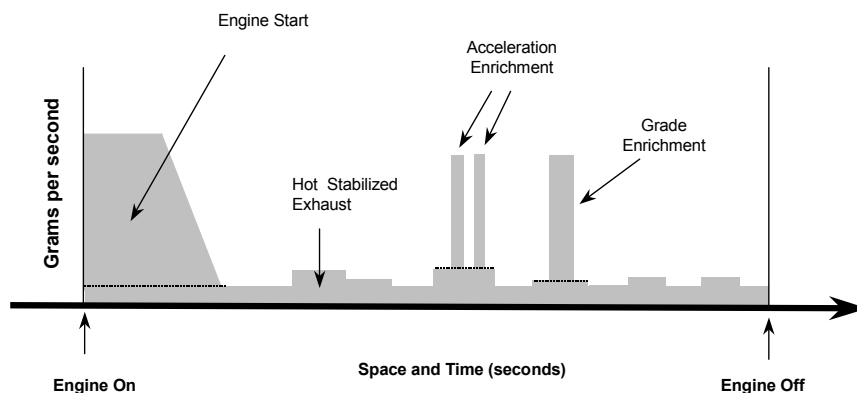 Engine Start
Acceleration
Enrichment
Grade
Enrichment
Hot Stabilized
Exhaust
Grams per second
Space and Time (seconds)
Engine On
Engine Off